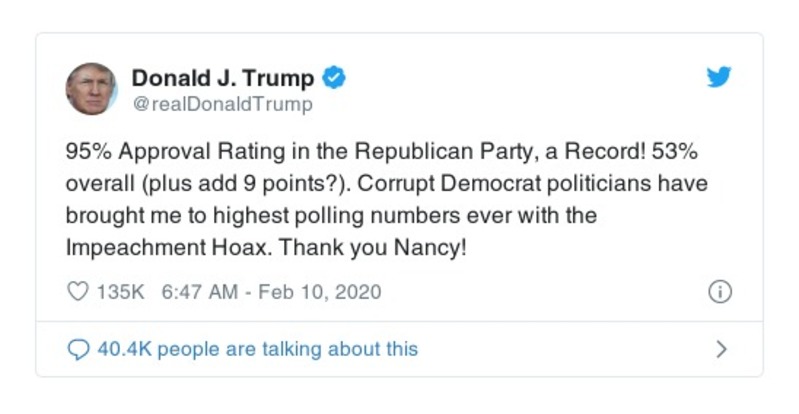 Donald J. Trump
@realDonaldTrump
95% Approval Rating in the Republican Party, a Record! 53%
overall (plus add 9 points?). Corrupt Democrat politicians have
brought me to highest polling numbers ever with the
Impeachment Hoax. Thank you Nancy!
135K 6:47 AM - Feb 10, 2020
40.4K people are talking about this